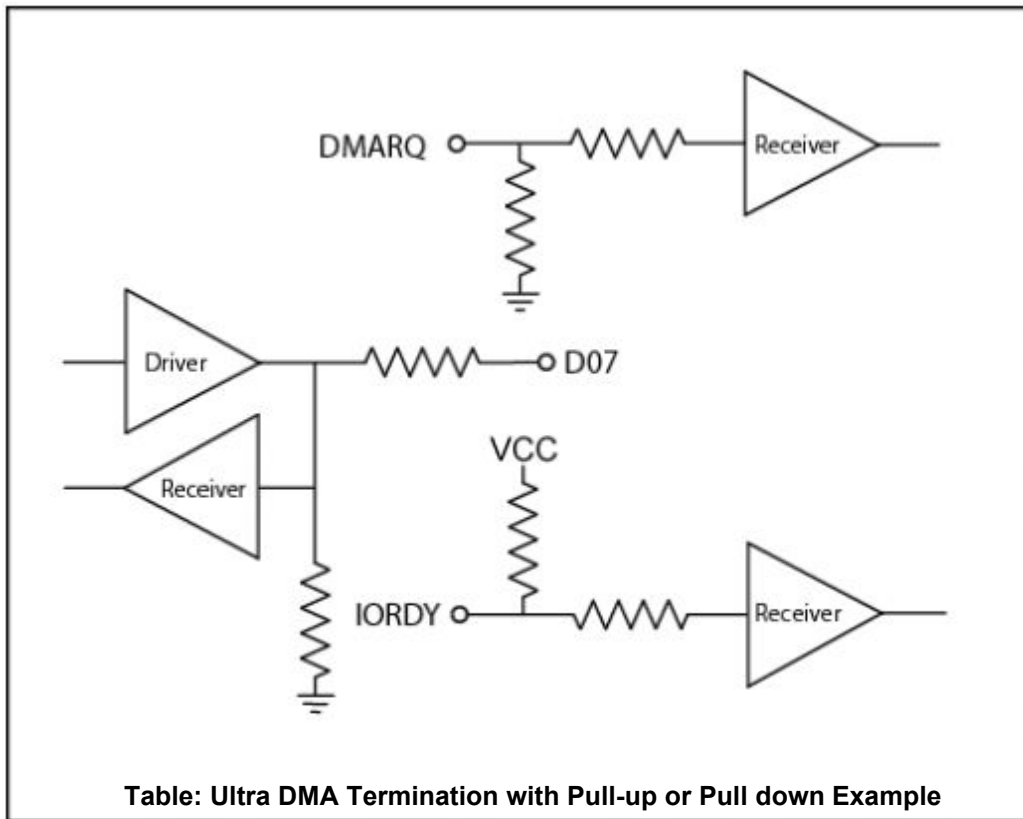 DMARQ
Receiver
Driver
D07
Receiver
VCC
IORDY
Receiver
Table: Ultra DMA Termination with Pull-up or Pull down Example